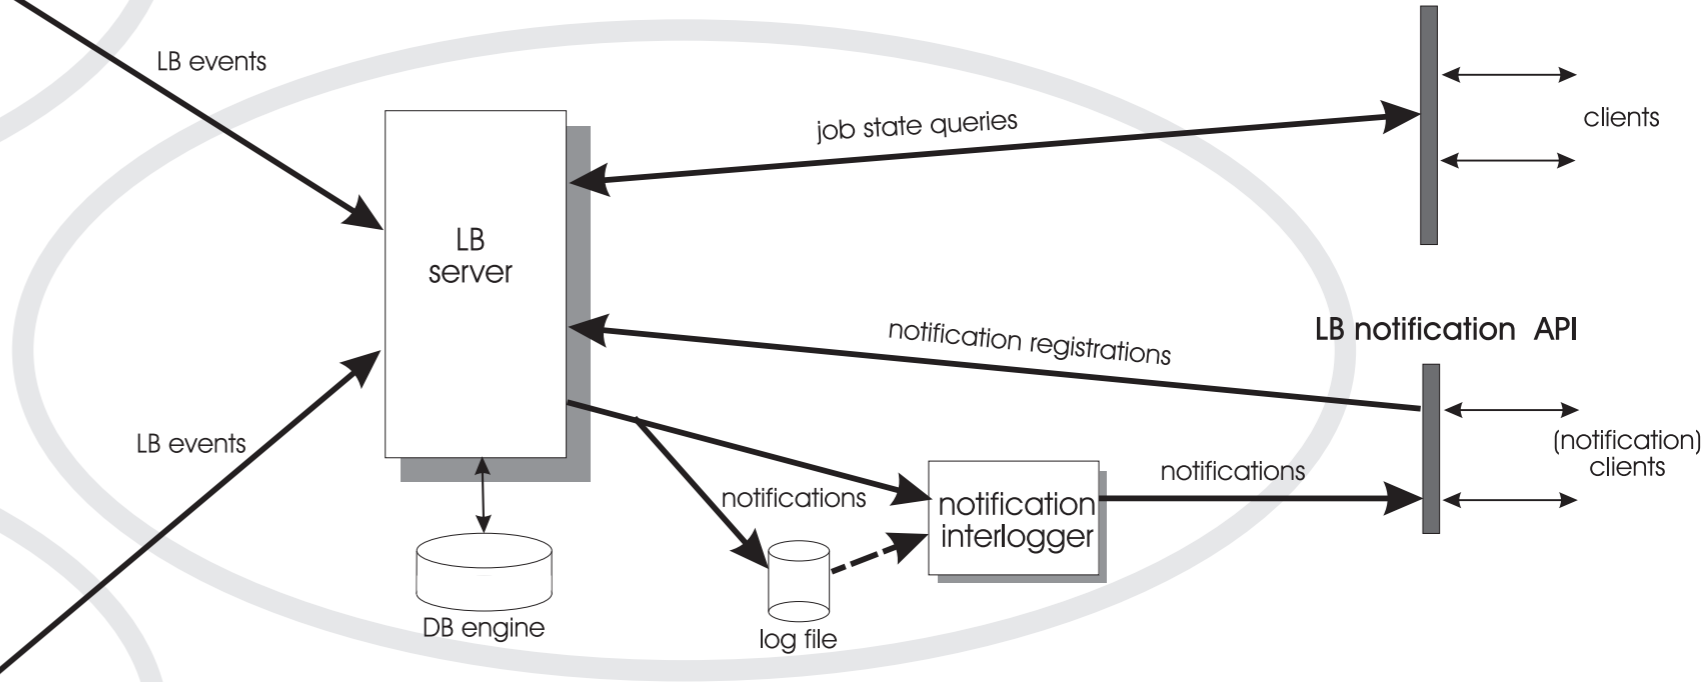 LB events
job state queries
clients
LB
server
notification registrations
LB notification API
LB events
(notification)
clients
notifications
notifications
notification
interlogger
DB engine
log file